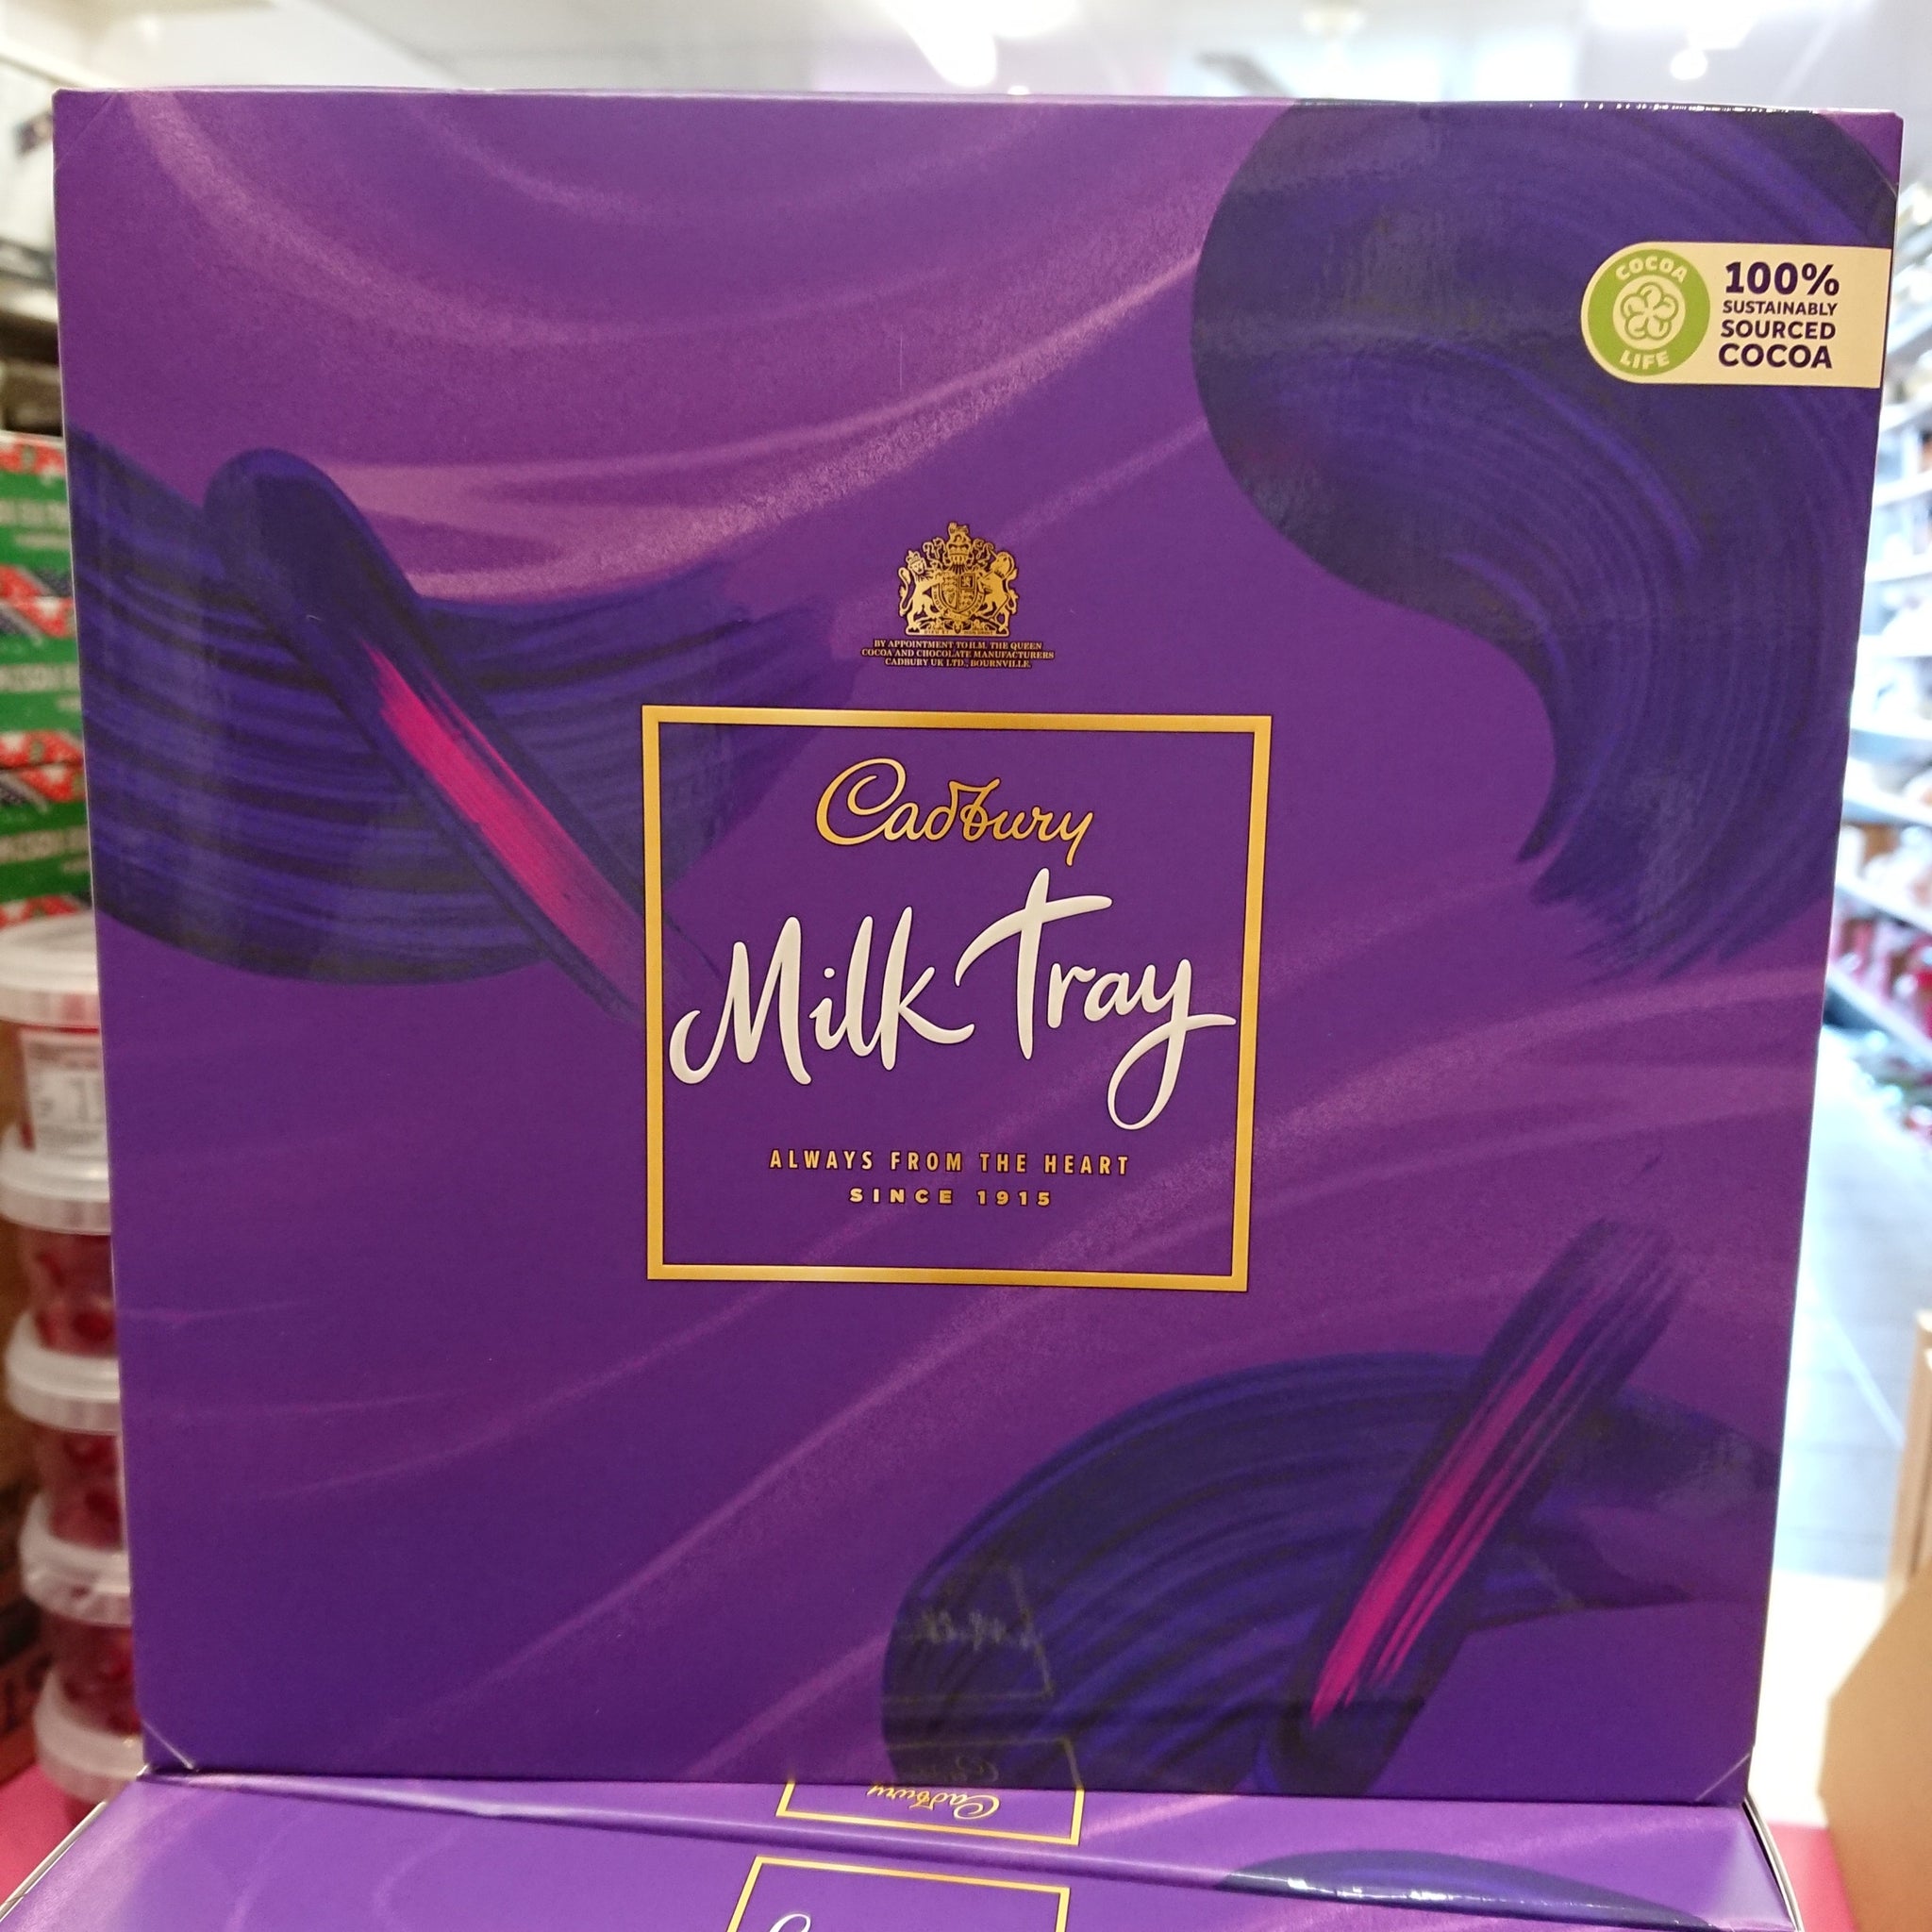 COCOA
LIFE
100%
SUSTAINABLY
SOURCED
COCOA
BY APPOINTMENT TO H.M. THE QUEEN
COCOA AND CHOCOLATE MANUFACTURERS
CADBURY UK LTD., BOURNVILLE.
Cadbury
Milk Tray
ALWAYS FROM THE HEART
SINCE 1915
Cadbury